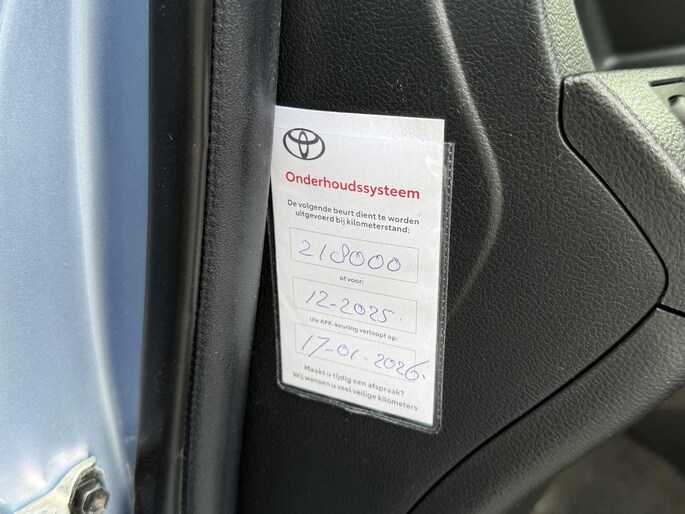 Onderhoudssysteem
De volgende beurt dient te worden
uitgevoerd bij kilometerstand:
218000
of voor:
12-2025.
Uw APK-keuring verloopt op:
17-01-2026,
Maakt u tijdig een afspraak?
Wij wensen u veel veilige kilometers